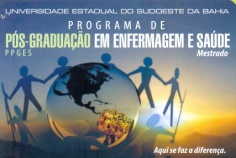 UNIVERSIDADE ESTADUAL DO SUDOESTE DA BAHIA
PROGRAMA DE
PÓS-GRADUAÇÃO EM ENFERMAGEM E SAÚDE
PPGES
Mestrado
Aqui se faz a diferença.